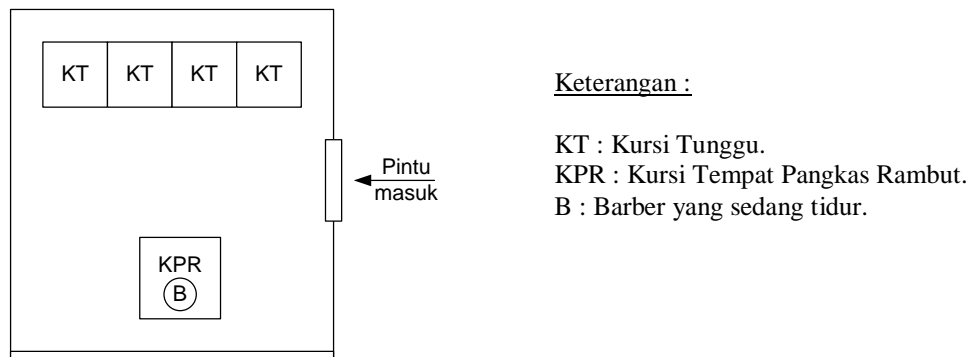 KT KT KT KT
Pintu
masuk
KPR
B
Keterangan :
KT : Kursi Tunggu.
KPR : Kursi Tempat Pangkas Rambut.
B : Barber yang sedang tidur.